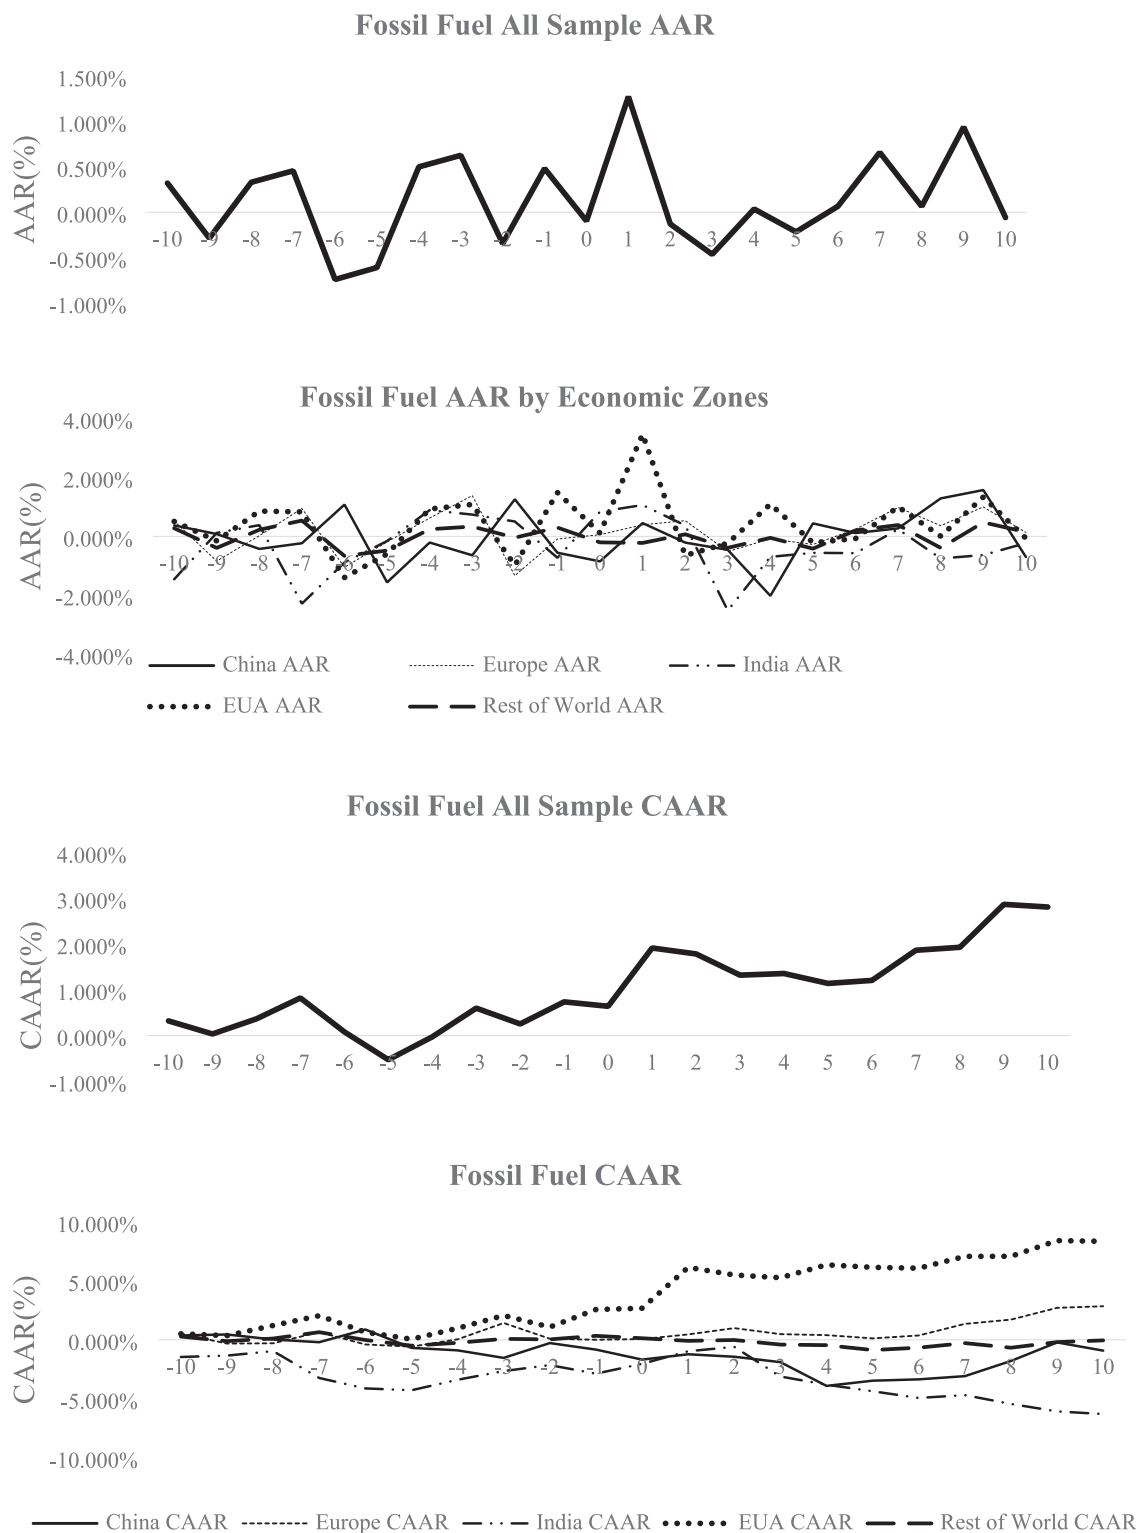 Fossil Fuel All Sample AAR
AAR(%)
1.500%
1.000%
0.500%
0.000%
-0.500%
-1.000%
-10 -9 -8 -7 -6 -5 -4 -3 -2 -1 0 1 2 3 4 5 6 7 8 9 10
Fossil Fuel AAR by Economic Zones
AAR(%)
4.000%
2.000%
0.000%
-2.000%
-4.000%
-10 -9 -8 -7 -6 -5 -4 -3 -2 -1 0 1 2 3 4 5 6 7 8 9 10
China AAR Europe AAR India AAR
EUA AAR Rest of World AAR
Fossil Fuel All Sample CAAR
CAAR(%)
4.000%
3.000%
2.000%
1.000%
0.000%
-1.000%
-10 -9 -8 -7 -6 -5 -4 -3 -2 -1 0 1 2 3 4 5 6 7 8 9 10
Fossil Fuel CAAR
CAAR(%)
10.000%
5.000%
0.000%
-5.000%
-10.000%
-10 -9 -8 -7 -6 -5 -4 -3 -2 -1 0 1 2 3 4 5 6 7 8 9 10
China CAAR Europe CAAR India CAAR EUA CAAR Rest of World CAAR